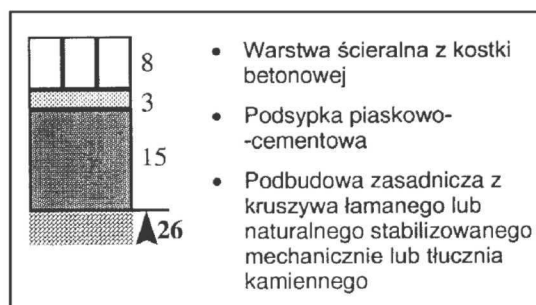 8
3
15
26
• Warstwa ścieralna z kostki
betonowej
• Podsypka piaskowo-
-cementowa
• Podbudowa zasadnicza z
kruszywa łamanego lub
naturalnego stabilizowanego
mechanicznie lub tłucznia
kamiennego